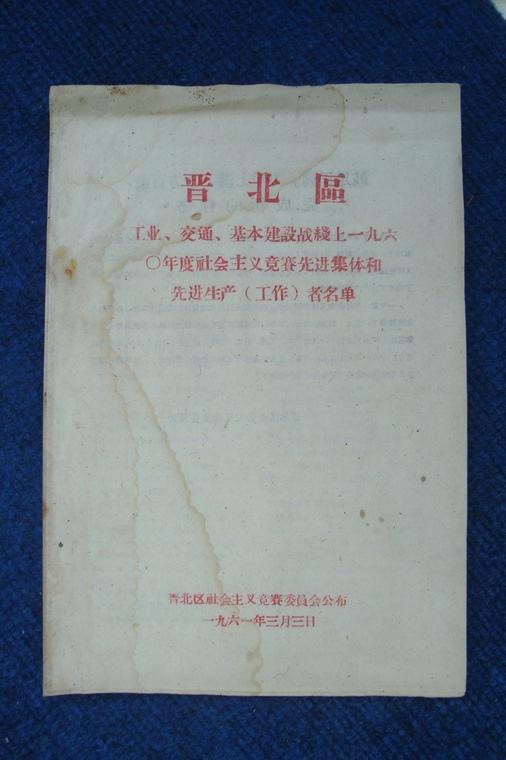 晋北區
工业、交通、基本建設战綫上一九六
〇年度社会主义竞賽先进集体和
先进生产（工作）者名单
晋北区社会主义竞賽委員会公布
一九六一年三月三日